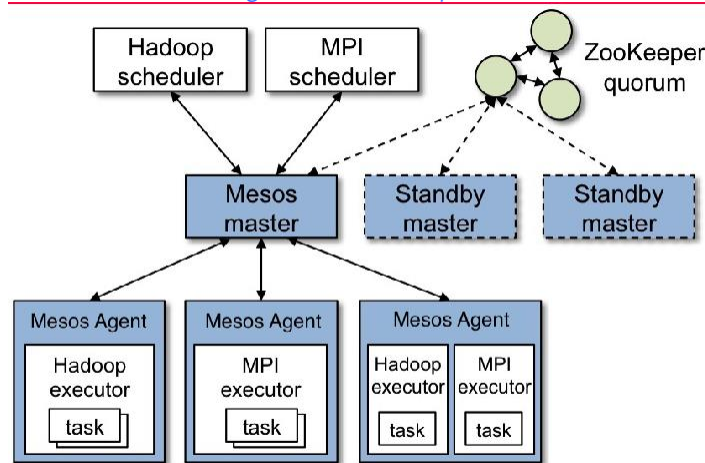 Hadoop
scheduler
MPI
scheduler
ZooKeeper
quorum
Mesos
master
Standby
master
Standby
master
Mesos Agent
Hadoop
executor
task
Mesos Agent
MPI
executor
task
Mesos Agent
Hadoop
executor
task
MPI
executor
task